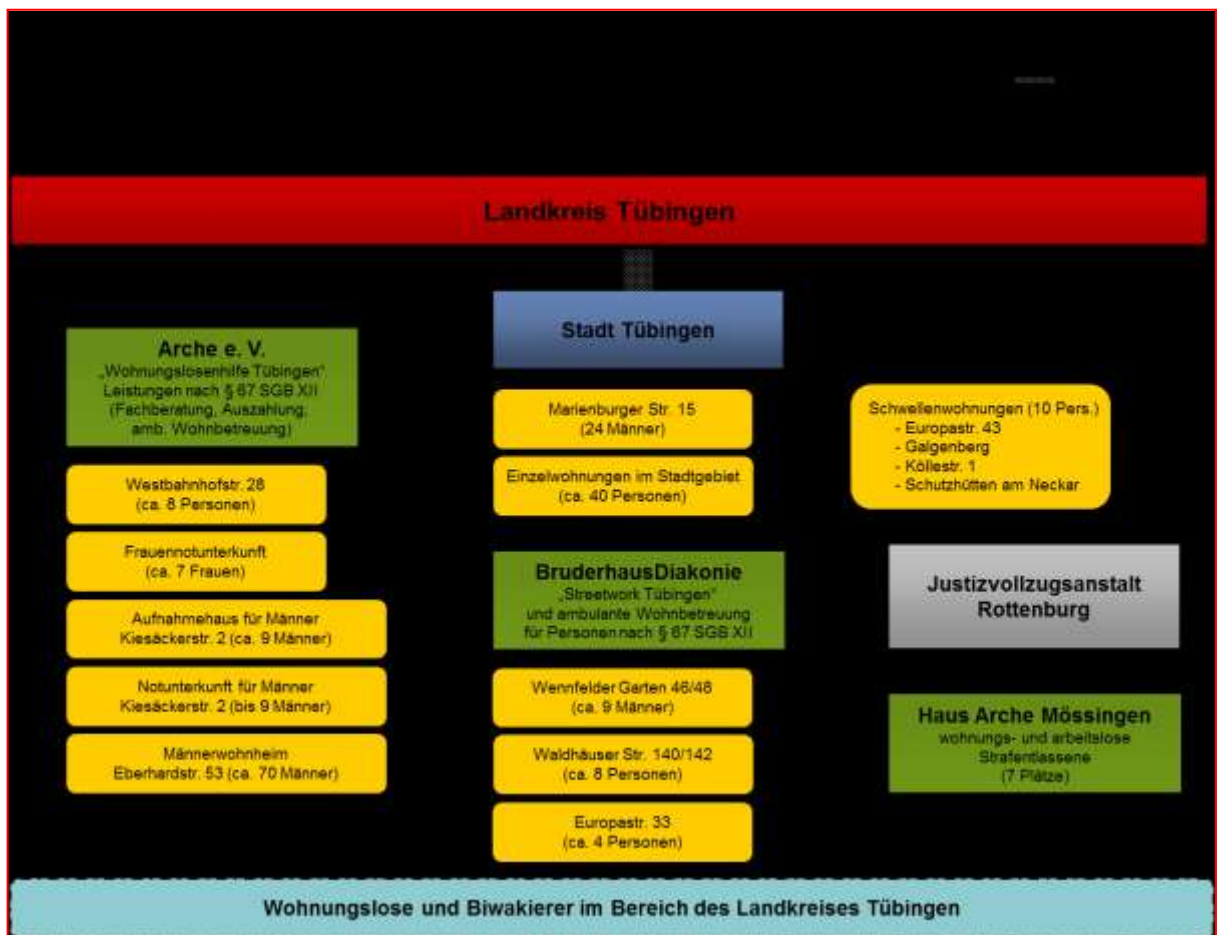 Landkreis Tübingen
Stadt Tübingen
Arche e. V.
„Wohnungslosenhilfe Tübingen"
Leistungen nach § 67 SGB XII
(Fachberatung, Auszahlung,
amb. Wohnbetreuung)
Westbahnhofstr. 28
(ca. 8 Personen)
Frauennotunterkunft
(ca. 7 Frauen)
Aufnahmehaus für Männer
Kiesäckerstr. 2 (ca. 9 Männer)
Notunterkunft für Männer
Kiesäckerstr. 2 (bis 9 Männer)
Männerwohnheim
Eberhardstr. 53 (ca. 70 Männer)
Marienburger Str. 15
(24 Männer)
Einzelwohnungen im Stadtgebiet
(ca. 40 Personen)
BruderhausDiakonie
„Streetwork Tübingen"
und ambulante Wohnbetreuung
für Personen nach § 67 SGB XII
Wennfelder Garten 46/48
(ca. 9 Männer)
Waldhäuser Str. 140/142
(ca. 8 Personen)
Europastr. 33
(ca. 4 Personen)
Schwellenwohnungen (10 Pers.)
- Europastr. 43
- Galgenberg
- Köllestr. 1
- Schutzhütten am Neckar
Justizvollzugsanstalt
Rottenburg
Haus Arche Mössingen
wohnungs- und arbeitslose
Strafentlassene
(7 Plätze)
Wohnungslose und Biwakierer im Bereich des Landkreises Tübingen